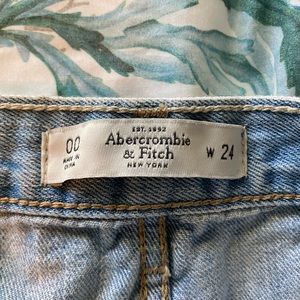 00
MADE IN
CHINA
EST. 1892
Abercrombie
& Fitch
NEW YORK
W 24